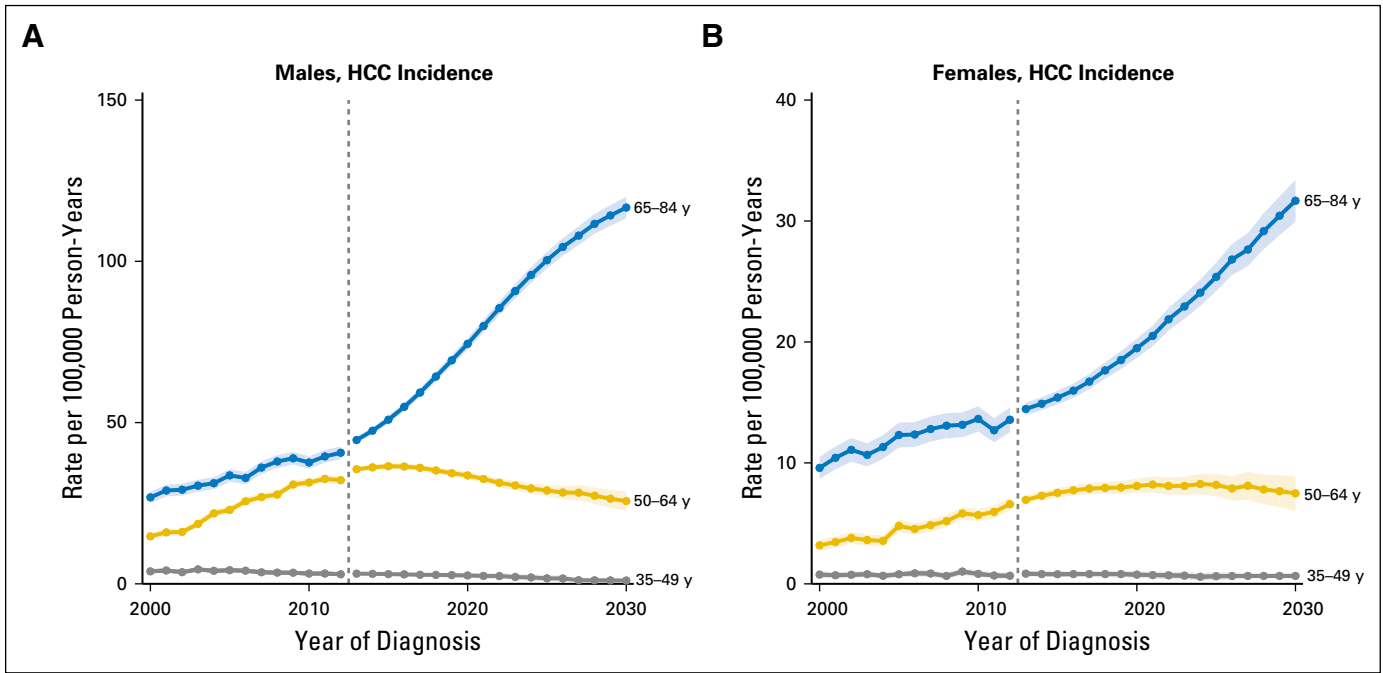 A
Males, HCC Incidence
150
100
50
0
Rate per 100,000 Person-Years
65–84 y
50–64 y
35–49 y
2000
2010
2020
2030
Year of Diagnosis
B
Females, HCC Incidence
40
30
20
10
0
Rate per 100,000 Person-Years
65–84 y
50–64 y
35–49 y
2000
2010
2020
2030
Year of Diagnosis